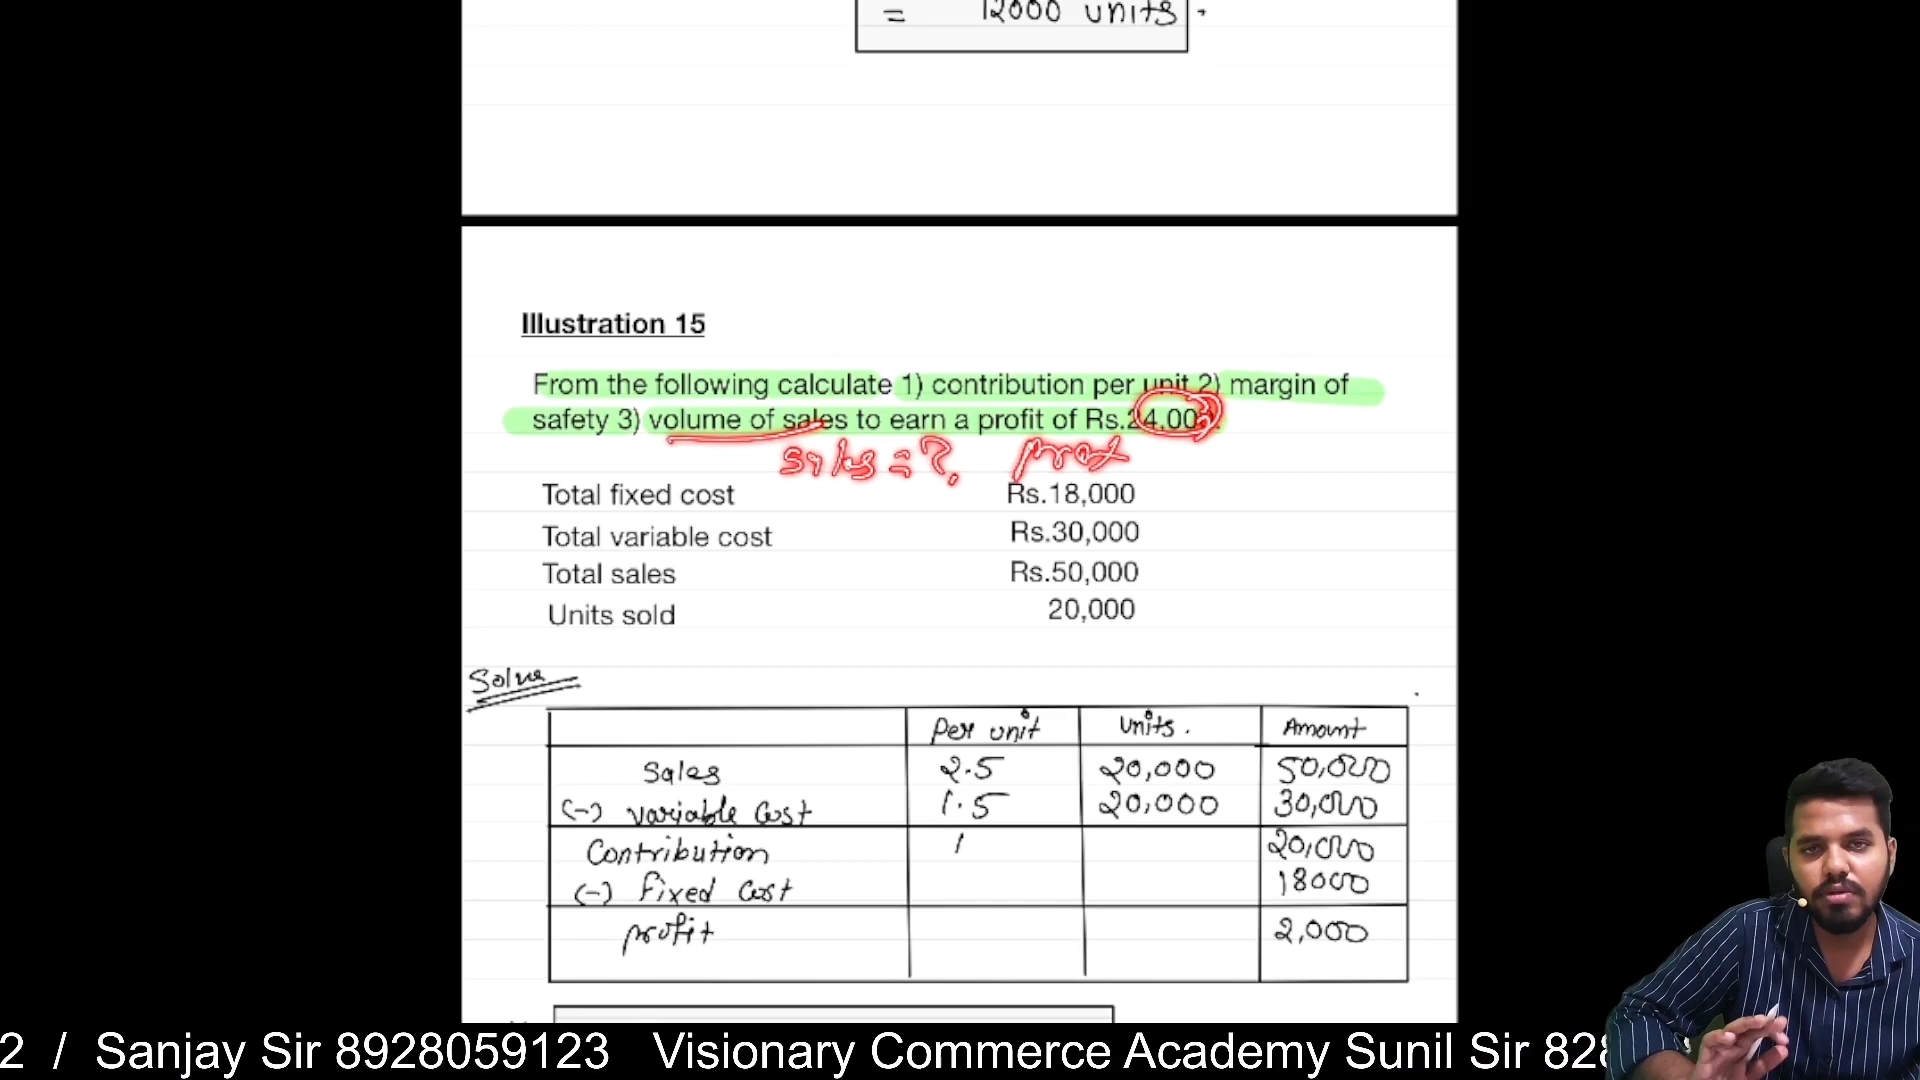 = 12000 units.
Illustration 15
From the following calculate 1) contribution per unit 2) margin of
safety 3) volume of sales to earn a profit of Rs.24,00
sales = ?,
Total fixed cost Rs.18,000
Total variable cost Rs.30,000
Total sales Rs.50,000
Units sold 20,000
Solve
Per unit units. Amount
Sales 2.5 20,000 50,000
(-) variable Cost 1.5 20,000 30,000
Contribution 1 20,000
(-) Fixed Cost 18000
profit 2,000
2 / Sanjay Sir 8928059123 Visionary Commerce Academy Sunil Sir 828